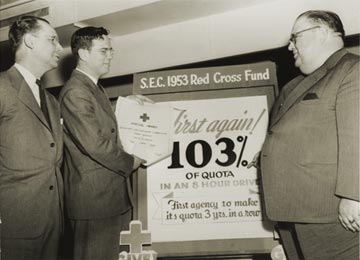 S.E.C. 1953 Red Cross Fund
First again!
103%
OF QUOTA
IN AN 8 HOUR DRIVE
First agency to make
its quota 3 yrs. in a row